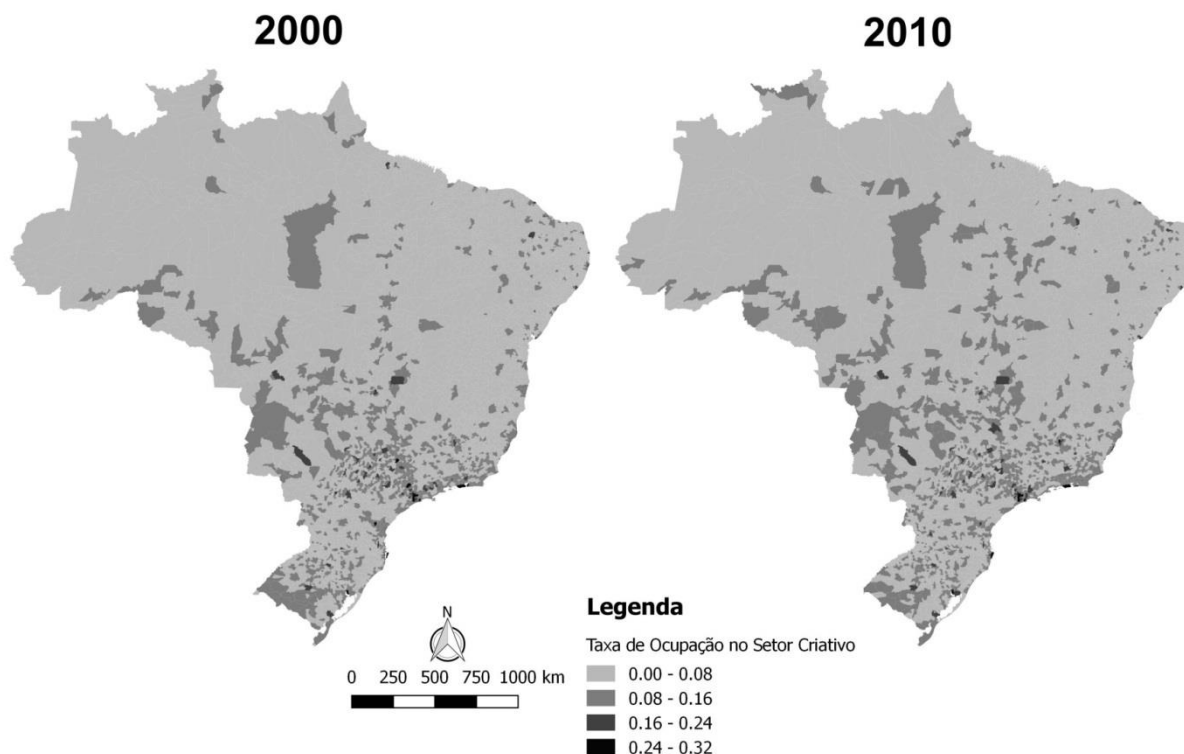 2000
2010
N
0 250 500 750 1000 km
Legenda
Taxa de Ocupação no Setor Criativo
0.00 - 0.08
0.08 - 0.16
0.16 - 0.24
0.24 - 0.32